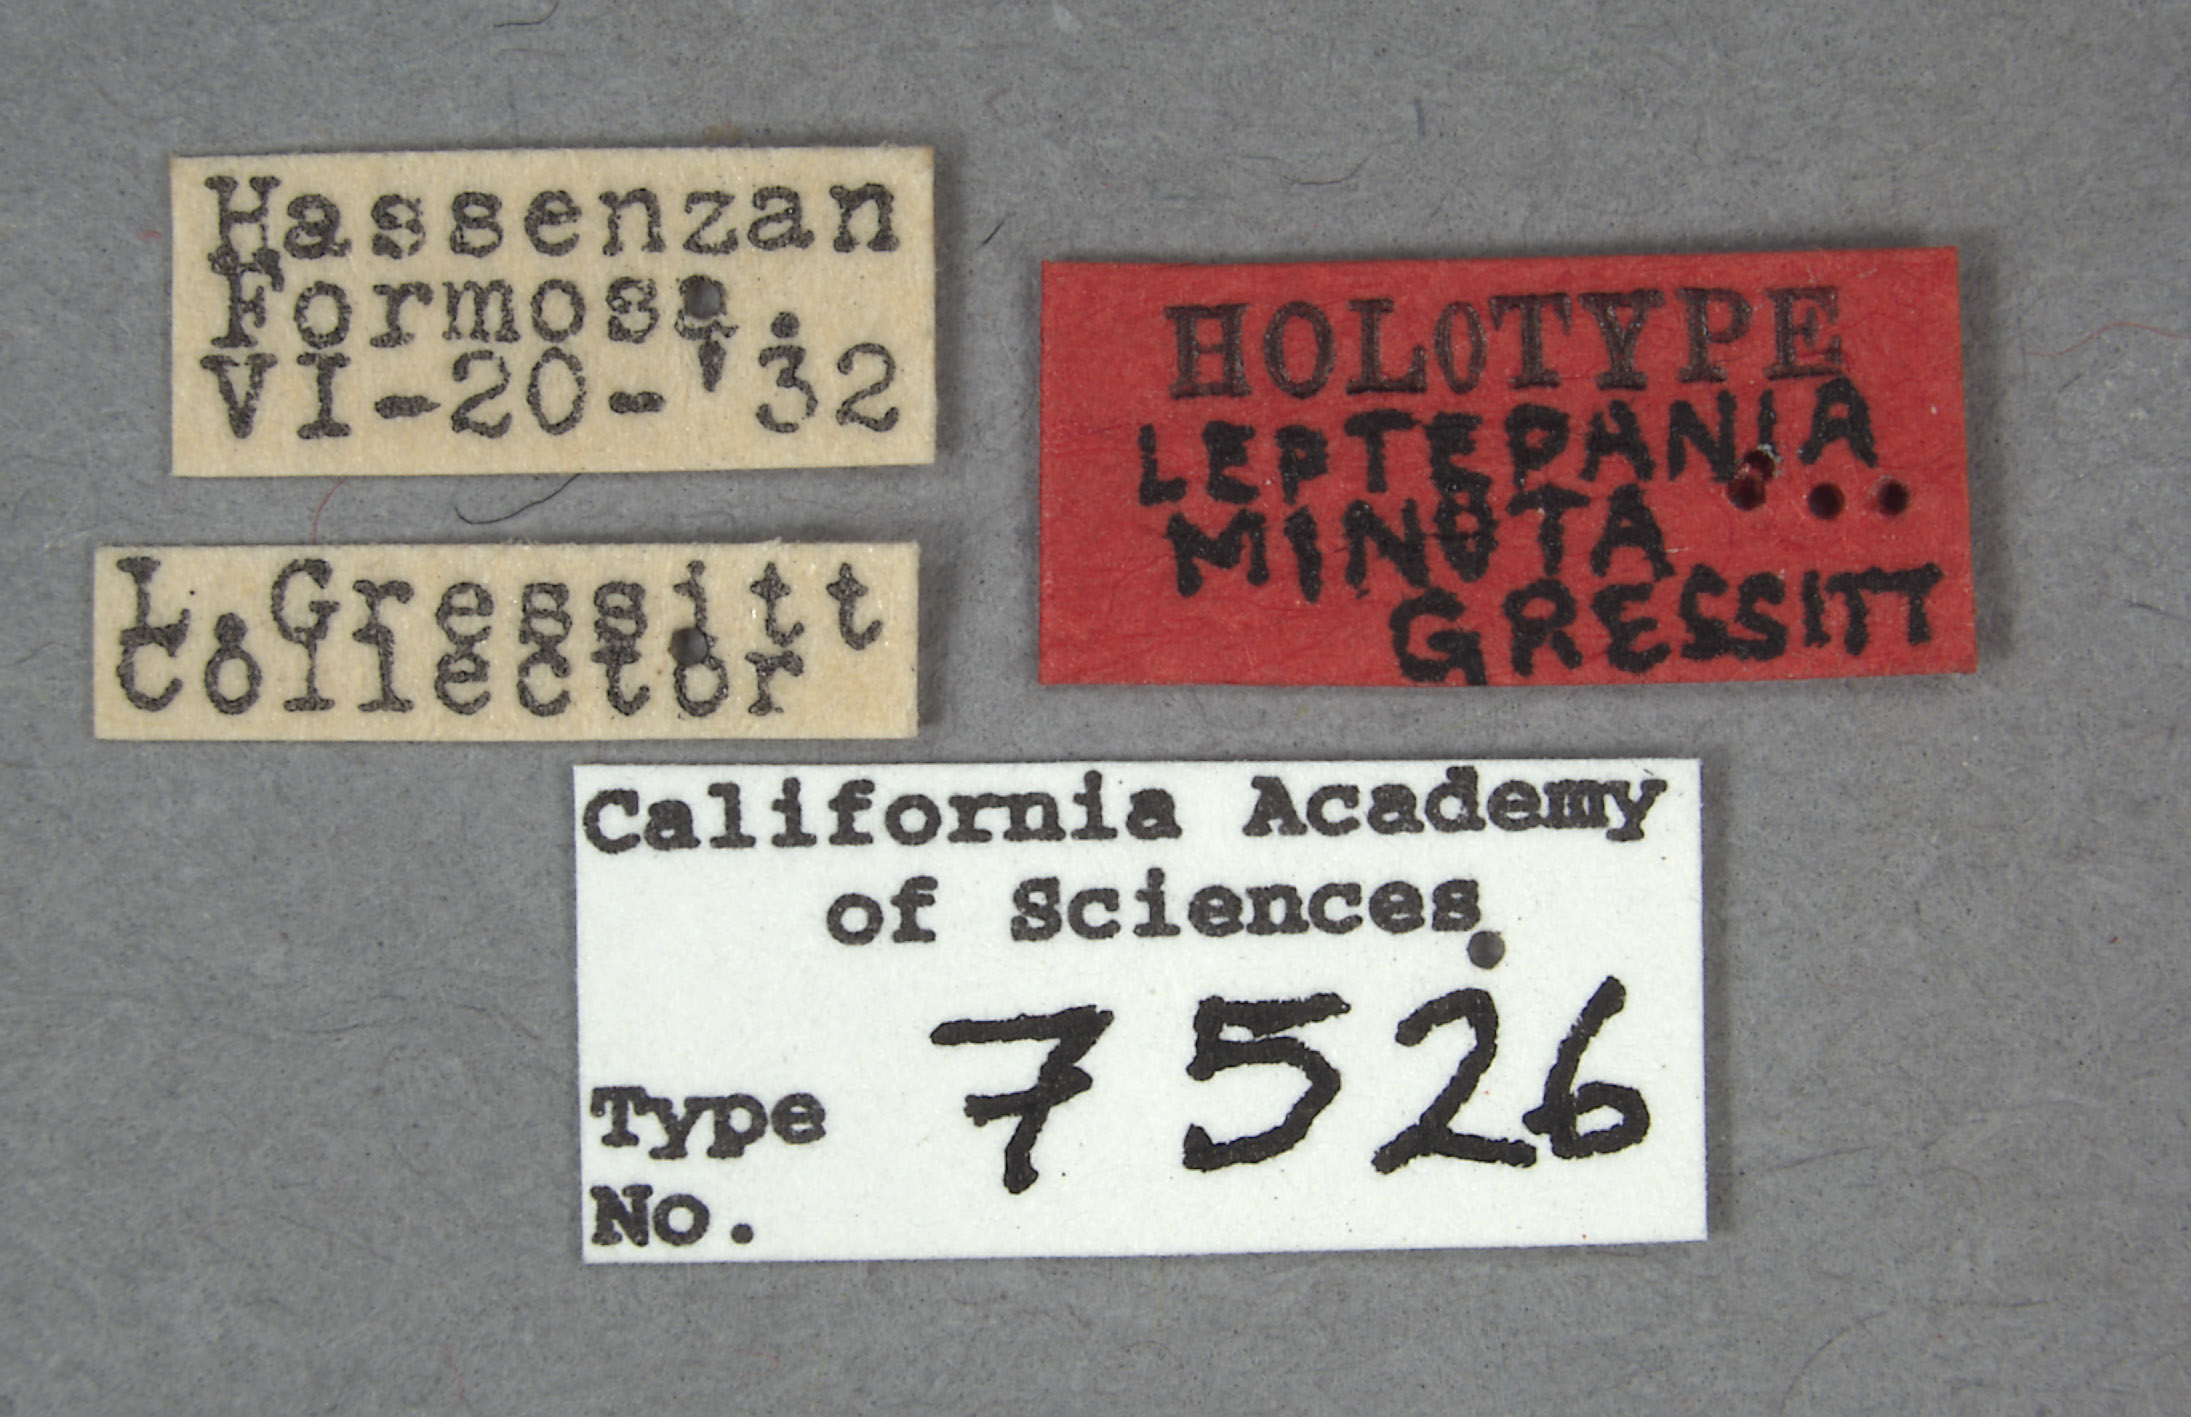 Hassenzan
Formosa.
VI-20-'32
L.Gressitt
Collector
HOLOTYPE
LEPTEPANIA
MINUTA
GRESSITT
California Academy
of Sciences
Type 7526
No.